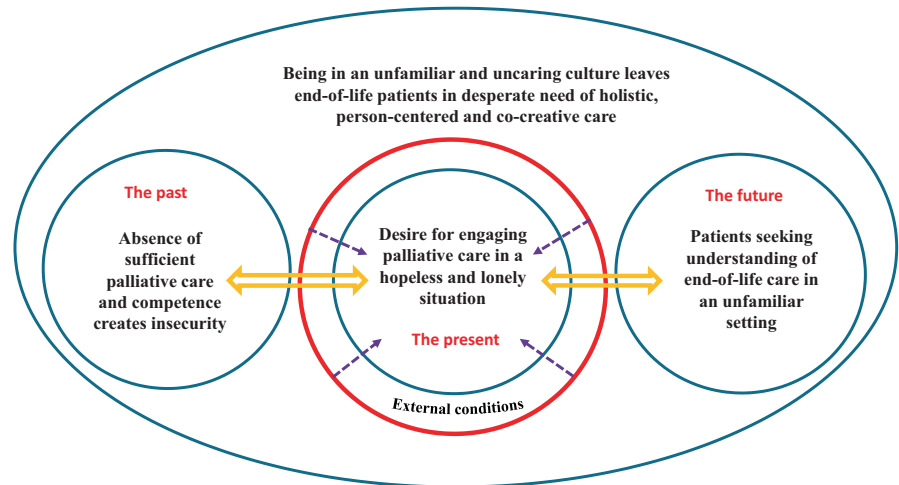 Being in an unfamiliar and uncaring culture leaves
end-of-life patients in desperate need of holistic,
person-centered and co-creative care
The past
Absence of
sufficient
palliative care
and competence
creates insecurity
Desire for engaging
palliative care in a
hopeless and lonely
situation
The present
External conditions
The future
Patients seeking
understanding of
end-of-life care in
an unfamiliar
setting